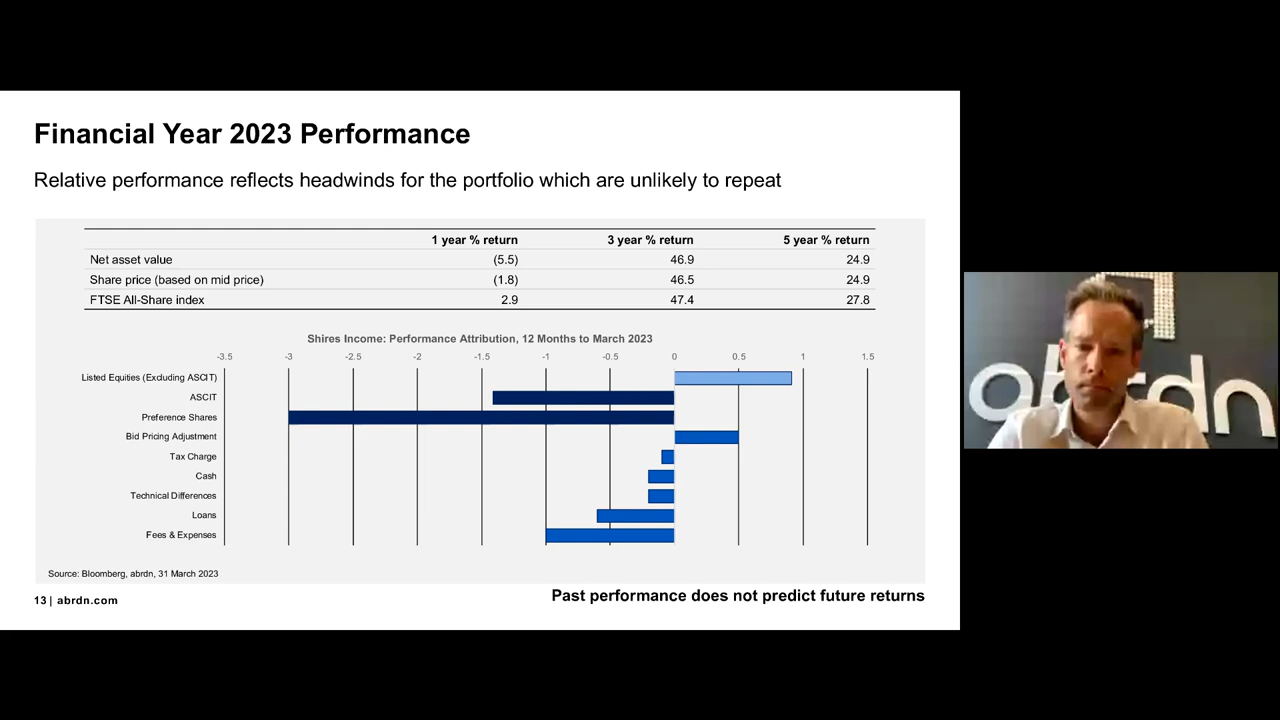 Financial Year 2023 Performance
Relative performance reflects headwinds for the portfolio which are unlikely to repeat
1 year % return 3 year % return 5 year % return
Net asset value (5.5) 46.9 24.9
Share price (based on mid price) (1.8) 46.5 24.9
FTSE All-Share index 2.9 47.4 27.8
Shires Income: Performance Attribution, 12 Months to March 2023
-3.5 -3 -2.5 -2 -1.5 -1 -0.5 0 0.5 1 1.5
Listed Equities (Excluding ASCIT)
ASCIT
Preference Shares
Bid Pricing Adjustment
Tax Charge
Cash
Technical Differences
Loans
Fees & Expenses
Source: Bloomberg, abrdn, 31 March 2023
13 | abrdn.com
Past performance does not predict future returns
abrdn